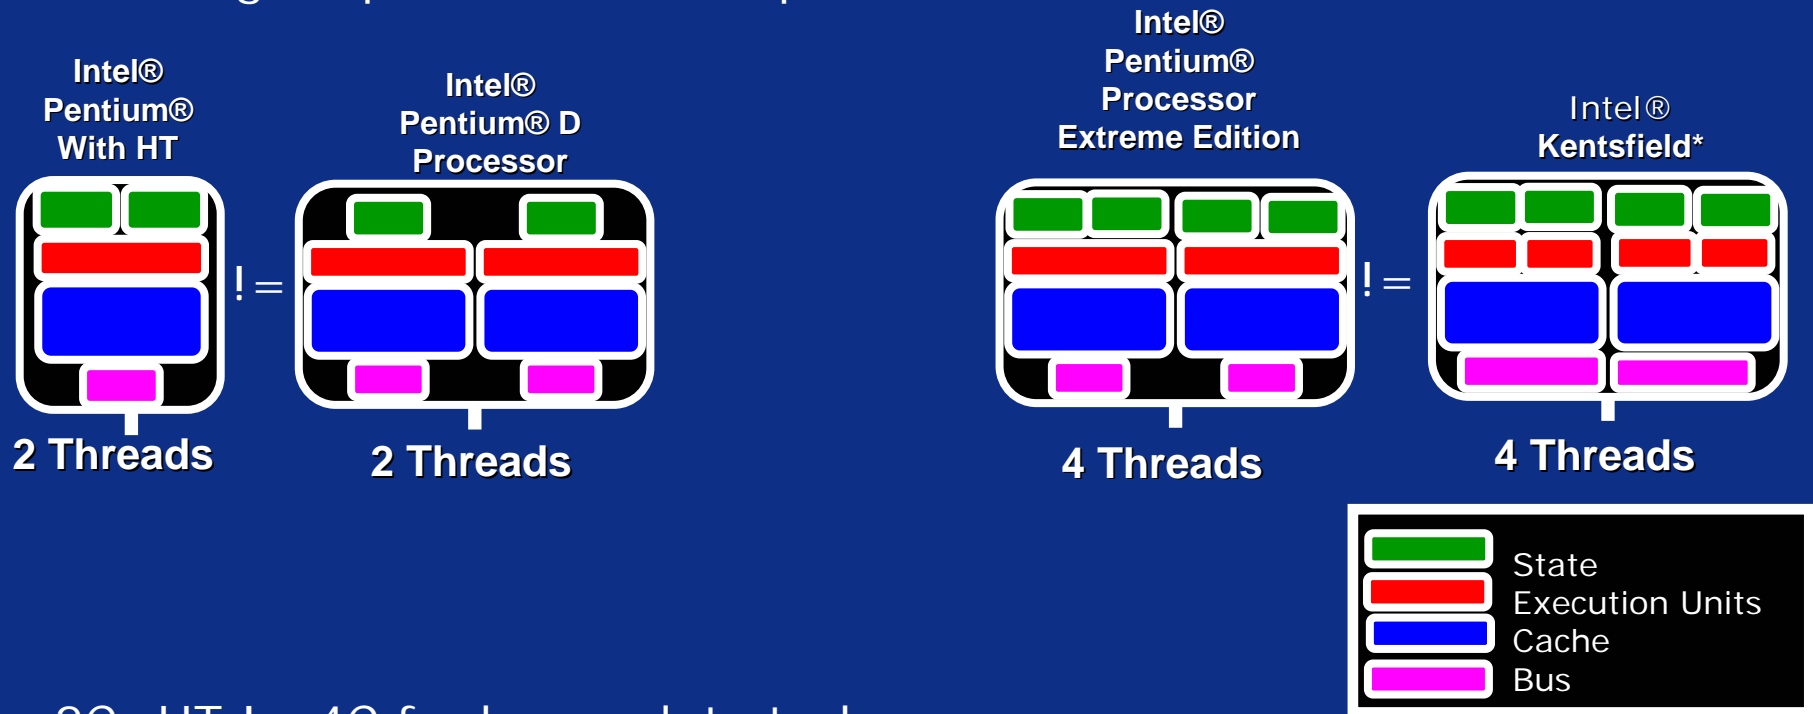 Intel®
Pentium®
With HT
Intel®
Pentium® D
Processor
Intel®
Pentium®
Processor
Extreme Edition
Intel®
Kentsfield*
!=
!=
2 Threads
2 Threads
4 Threads
4 Threads
State
Execution Units
Cache
Bus